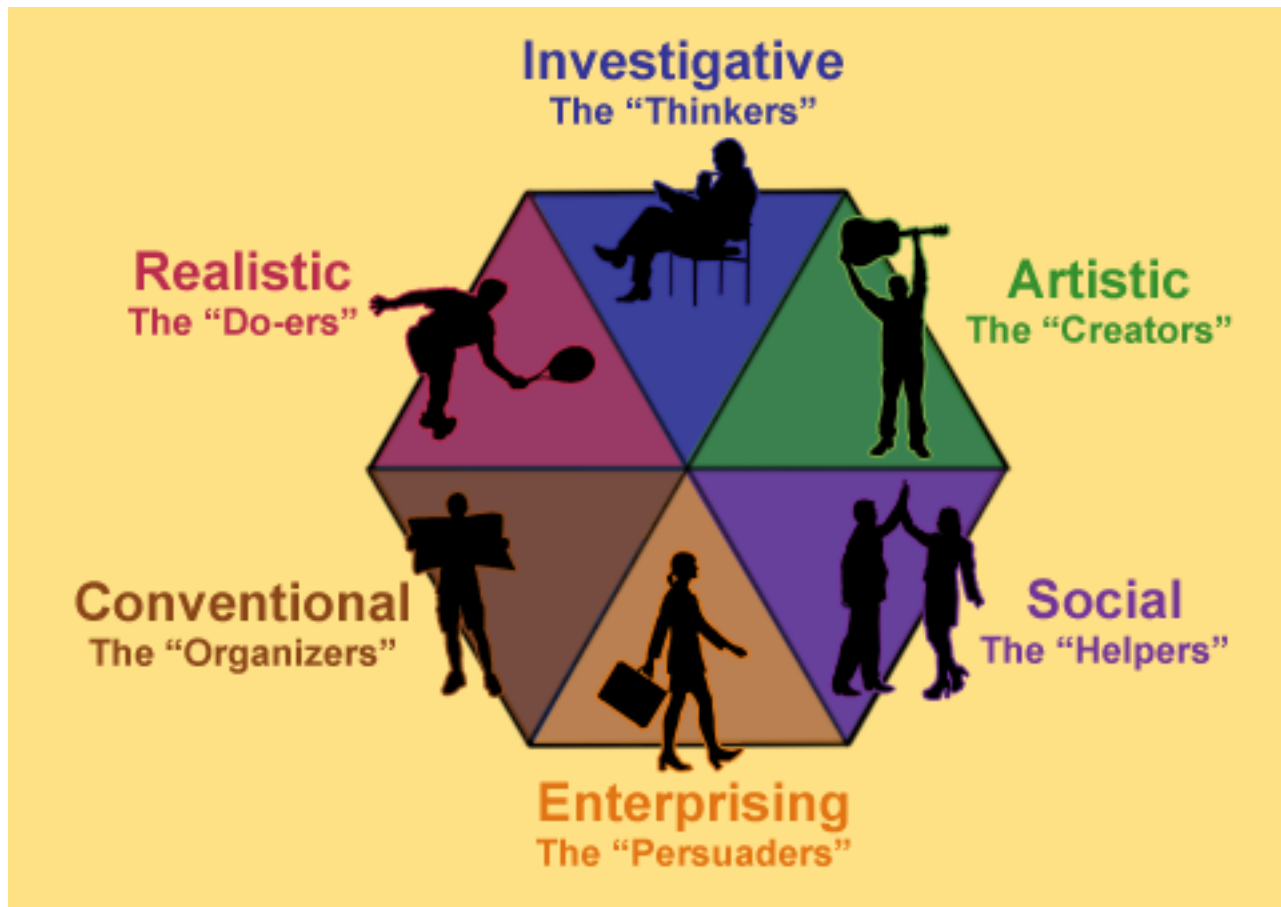 Investigative
The “Thinkers”
Realistic
The “Do-ers”
Artistic
The “Creators”
Conventional
The “Organizers”
Social
The “Helpers”
Enterprising
The “Persuaders”